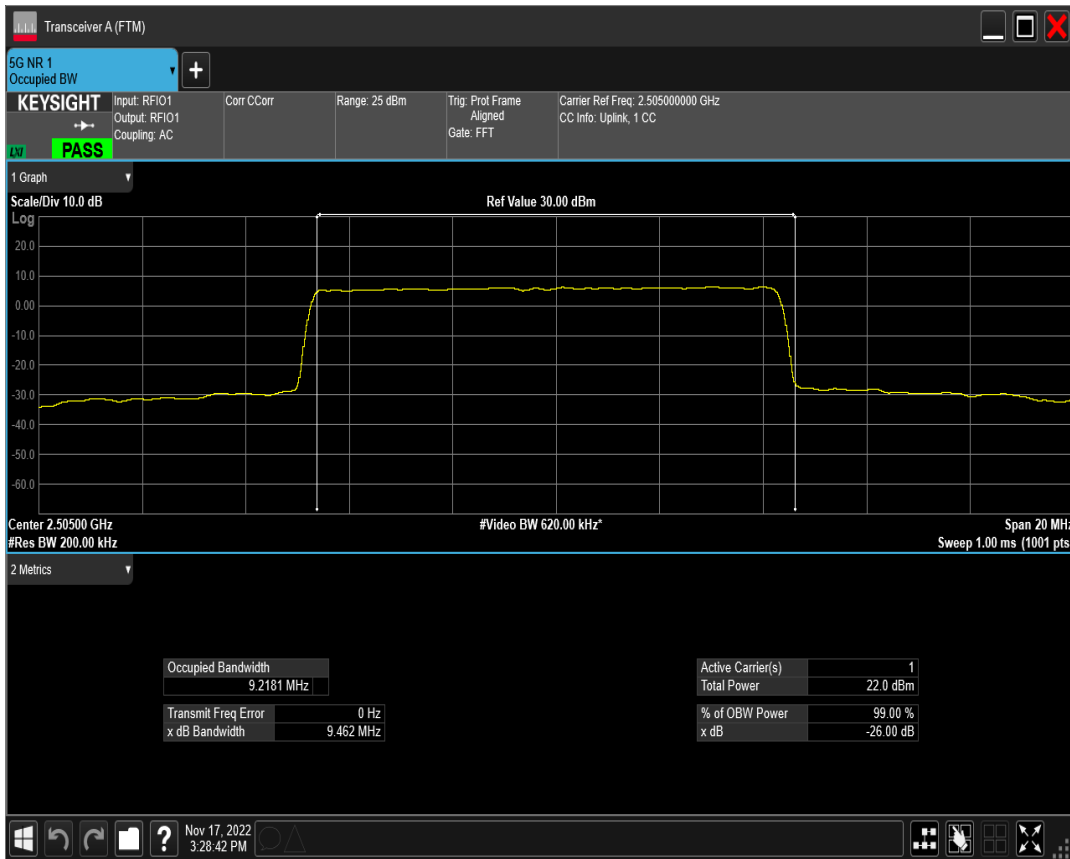 Transceiver A (FTM)
5G NR 1
Occupied BW
+
KEYSIGHT
LXI
PASS
Input: RFIO1
Output: RFIO1
Coupling: AC
Corr CCorr
Range: 25 dBm
Trig: Prot Frame
Aligned
Gate: FFT
Carrier Ref Freq: 2.505000000 GHz
CC Info: Uplink, 1 CC
1 Graph
Scale/Div 10.0 dB
Ref Value 30.00 dBm
Log
20.0
10.0
0.00
-10.0
-20.0
-30.0
-40.0
-50.0
-60.0
Center 2.50500 GHz
#Video BW 620.00 kHz*
Span 20 MHz
#Res BW 200.00 kHz
Sweep 1.00 ms (1001 pts
2 Metrics
Occupied Bandwidth
9.2181 MHz
Transmit Freq Error 0 Hz
x dB Bandwidth 9.462 MHz
Active Carrier(s) 1
Total Power 22.0 dBm
% of OBW Power 99.00 %
x dB -26.00 dB
?
Nov 17, 2022
3:28:42 PM